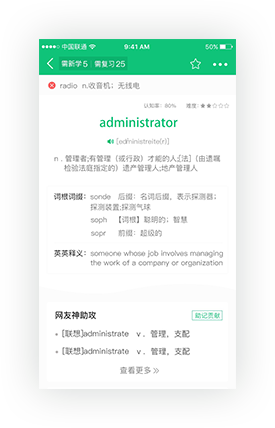 中国联通 9:41 AM 50%
需新学 5 需复习 25
radio n.收音机；无线电
认知率：80% 难度：★★☆☆☆
administrator
[ədˈministreitə(r)]
n．管理者;有管理（或行政）才能的人;[法]（由遗嘱
检验法庭指定的）遗产管理人;地产管理人
词根词缀： sonde 后缀：名词后缀，表示探测器；
探测装置;探测气球
soph 【词根】聪明的；智慧
sopr 前缀：超级的
英英释义： someone whose job involves managing
the work of a company or organization
网友神助攻 助记贡献
[联想]administrate v．管理，支配
[联想]administrate v．管理，支配
查看更多 >>